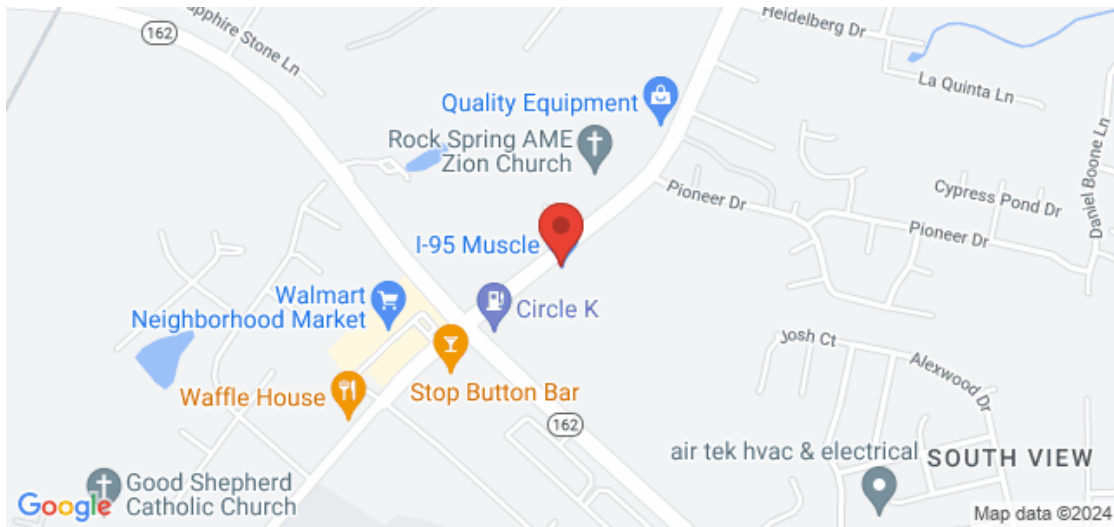 Heidelberg Dr
162
Sapphire Stone Ln
La Quinta Ln
Quality Equipment
Rock Spring AME
Zion Church
Daniel Boone Ln
Pioneer Dr
Cypress Pond Dr
Pioneer Dr
I-95 Muscle
Walmart
Neighborhood Market
Circle K
Josh Ct
Alexwood Dr
Waffle House
Stop Button Bar
162
air tek hvac & electrical
SOUTH VIEW
Good Shepherd
Catholic Church
Google
Map data ©2024